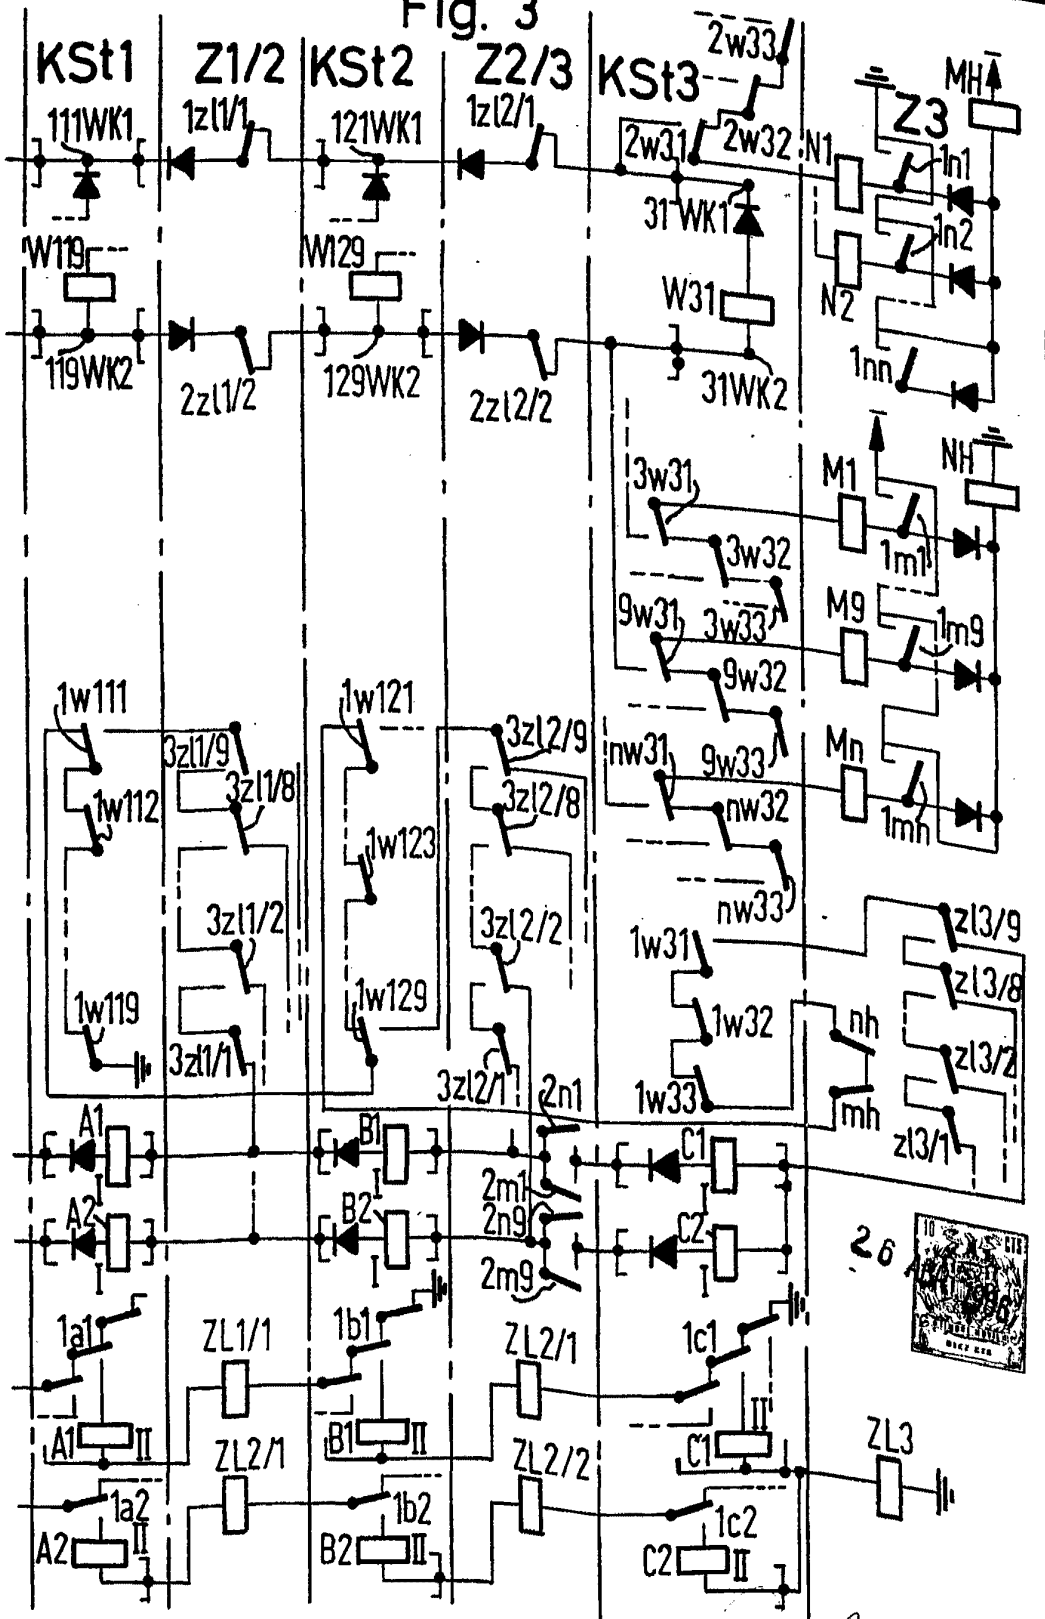 Fig. 3
KSt1 Z1/2 KSt2 Z2/3 KSt3 Z3
2w33 MH
111WK1 1zl1/1 121WK1 1zl2/1 2w31 2w32 N1 1n1
31WK1 1n2
W119 W129 W31 N2
119WK2 2zl1/2 129WK2 2zl2/2 31WK2 1nn
3w31 M1 NH
3w32 1m1
9w31 3w33 M9 1m9
1w111 3zl1/9 1w121 3zl2/9 9w32
3zl1/8 3zl2/8 nw31 9w33 Mn
1w112 1w123 nw32 1mh
nw33
3zl1/2 3zl2/2 1w31 zl3/9
zl3/8
1w119 1w129 1w32 nh
3zl1/1 3zl2/1 zl3/2
2n1 1w33 mh
A1 B1 C1 zl3/1
I I 2m1 I
A2 B2 2n9 C2
I I 2m9 I
26
10 CTS
1a1 ZL1/1 1b1 ZL2/1 1c1
A1 II B1 II C1 II
ZL2/1 ZL2/2 ZL3
1a2 1b2 1c2
A2 II B2 II C2 II